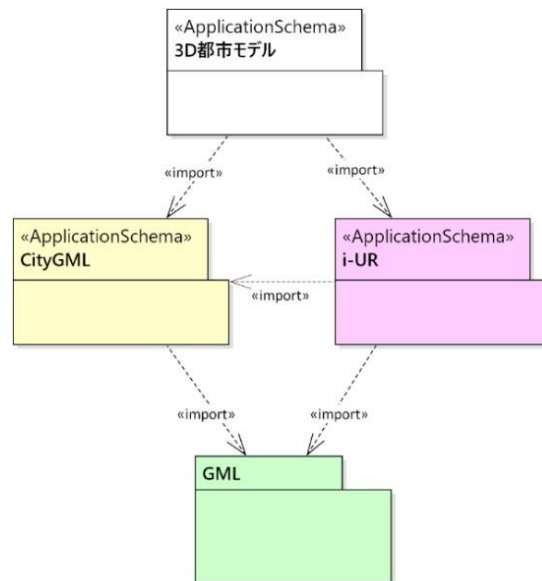 «ApplicationSchema»
3D都市モデル
«import»
«import»
«ApplicationSchema»
CityGML
«ApplicationSchema»
i-UR
«import»
«import»
«import»
GML